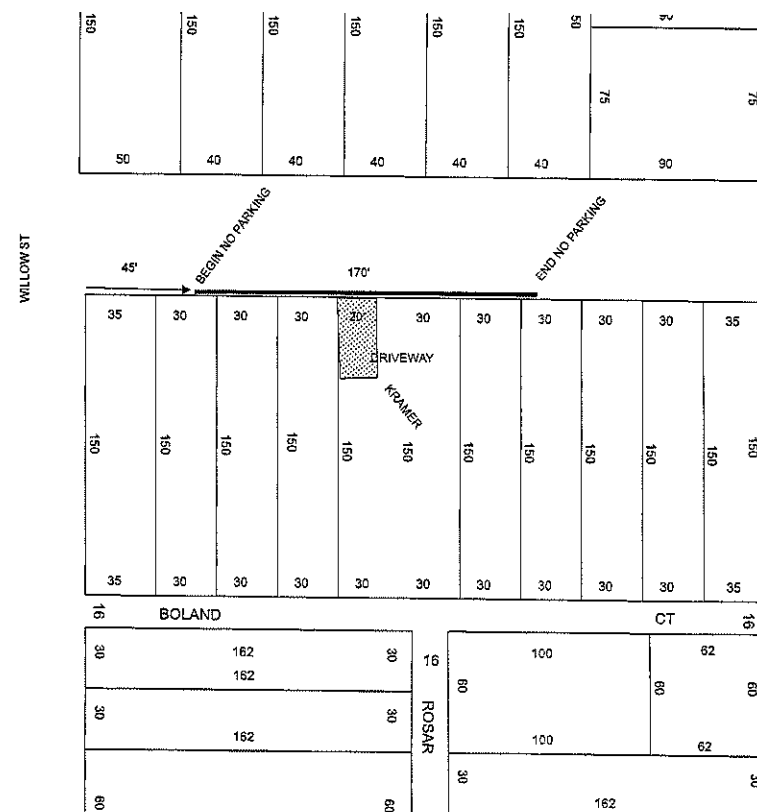 150 150 150 150 150 150 50
75 75
50 40 40 40 40 40 90
WILLOW ST
BEGIN NO PARKING
END NO PARKING
45' 170'
35 30 30 30 20 30 30 30 30 30 35
DRIVEWAY
KRAMER
150 150 150 150 150 150 150 150 150 150 150
35 30 30 30 30 30 30 30 30 30 35
16 BOLAND CT 16
30 162 30 16 100 62
162
60 60 60
ROSAR
30 162 30 100 62
60 60 30 162 30